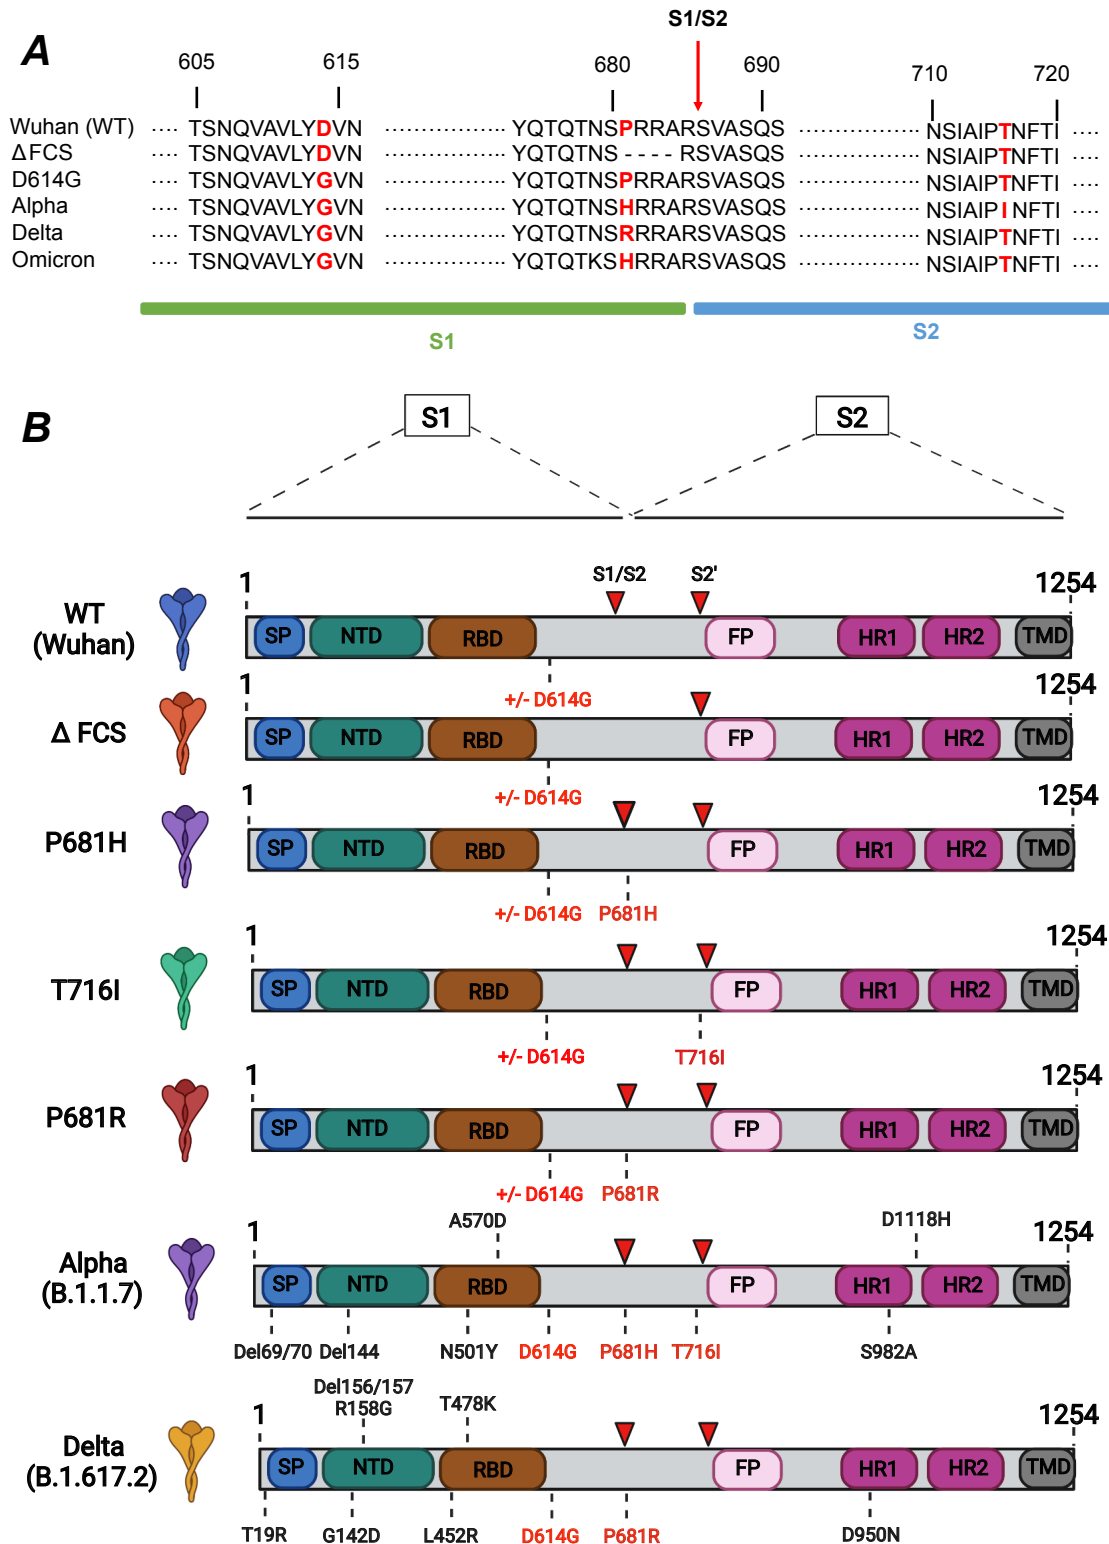 A
S1/S2
605 615 680 690 710 720
Wuhan (WT) ···· TSNQVAVLYDVN ···················· YQTQTNSPRRARSVASQS ···················· NSIAIPTNFTI ····
ΔFCS ···· TSNQVAVLYDVN ···················· YQTQTNS - - - - RSVASQS ···················· NSIAIPTNFTI ····
D614G ···· TSNQVAVLYGVN ···················· YQTQTNSPRRARSVASQS ···················· NSIAIPTNFTI ····
Alpha ···· TSNQVAVLYGVN ···················· YQTQTNSHRRARSVASQS ···················· NSIAIPINFTI ····
Delta ···· TSNQVAVLYGVN ···················· YQTQTNSRRRARSVASQS ···················· NSIAIPTNFTI ····
Omicron ···· TSNQVAVLYGVN ···················· YQTQTKSHRRARSVASQS ···················· NSIAIPTNFTI ····
S1 S2
B
S1 S2
1 S1/S2 S2' 1254
WT
(Wuhan)
SP NTD RBD FP HR1 HR2 TMD
+/- D614G
1 1254
Δ FCS
SP NTD RBD FP HR1 HR2 TMD
+/- D614G
1 1254
P681H
SP NTD RBD FP HR1 HR2 TMD
+/- D614G P681H
1 1254
T716I
SP NTD RBD FP HR1 HR2 TMD
+/- D614G T716I
1 1254
P681R
SP NTD RBD FP HR1 HR2 TMD
+/- D614G P681R
A570D D1118H
1 1254
Alpha
(B.1.1.7)
SP NTD RBD FP HR1 HR2 TMD
Del69/70 Del144 N501Y D614G P681H T716I S982A
Del156/157
R158G T478K
1 1254
Delta
(B.1.617.2)
SP NTD RBD FP HR1 HR2 TMD
T19R G142D L452R D614G P681R D950N